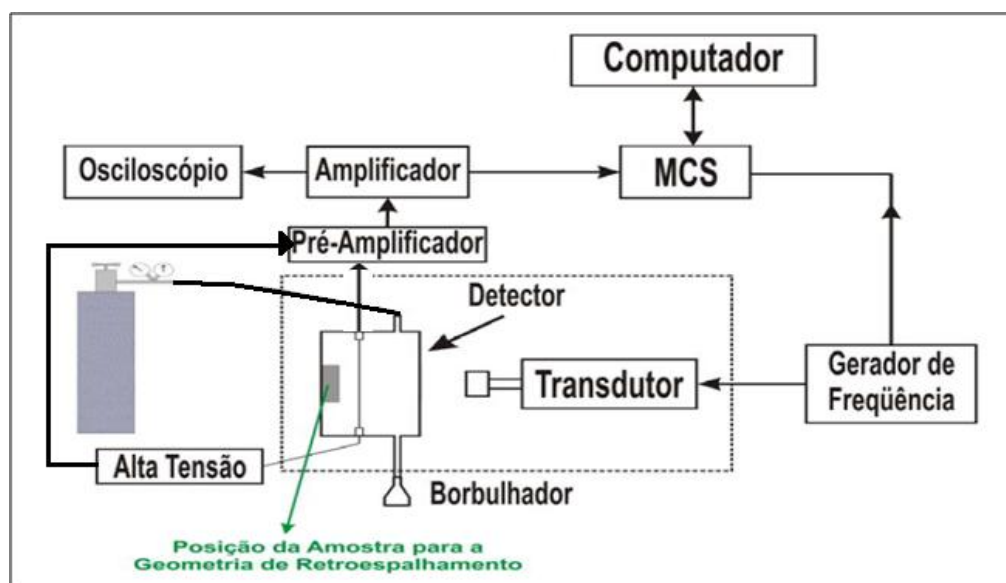 Computador
Osciloscópio
Amplificador
MCS
Pré-Amplificador
Detector
Transdutor
Gerador de
Freqüência
Alta Tensão
Borbulhador
Posição da Amostra para a
Geometria de Retroespalhamento